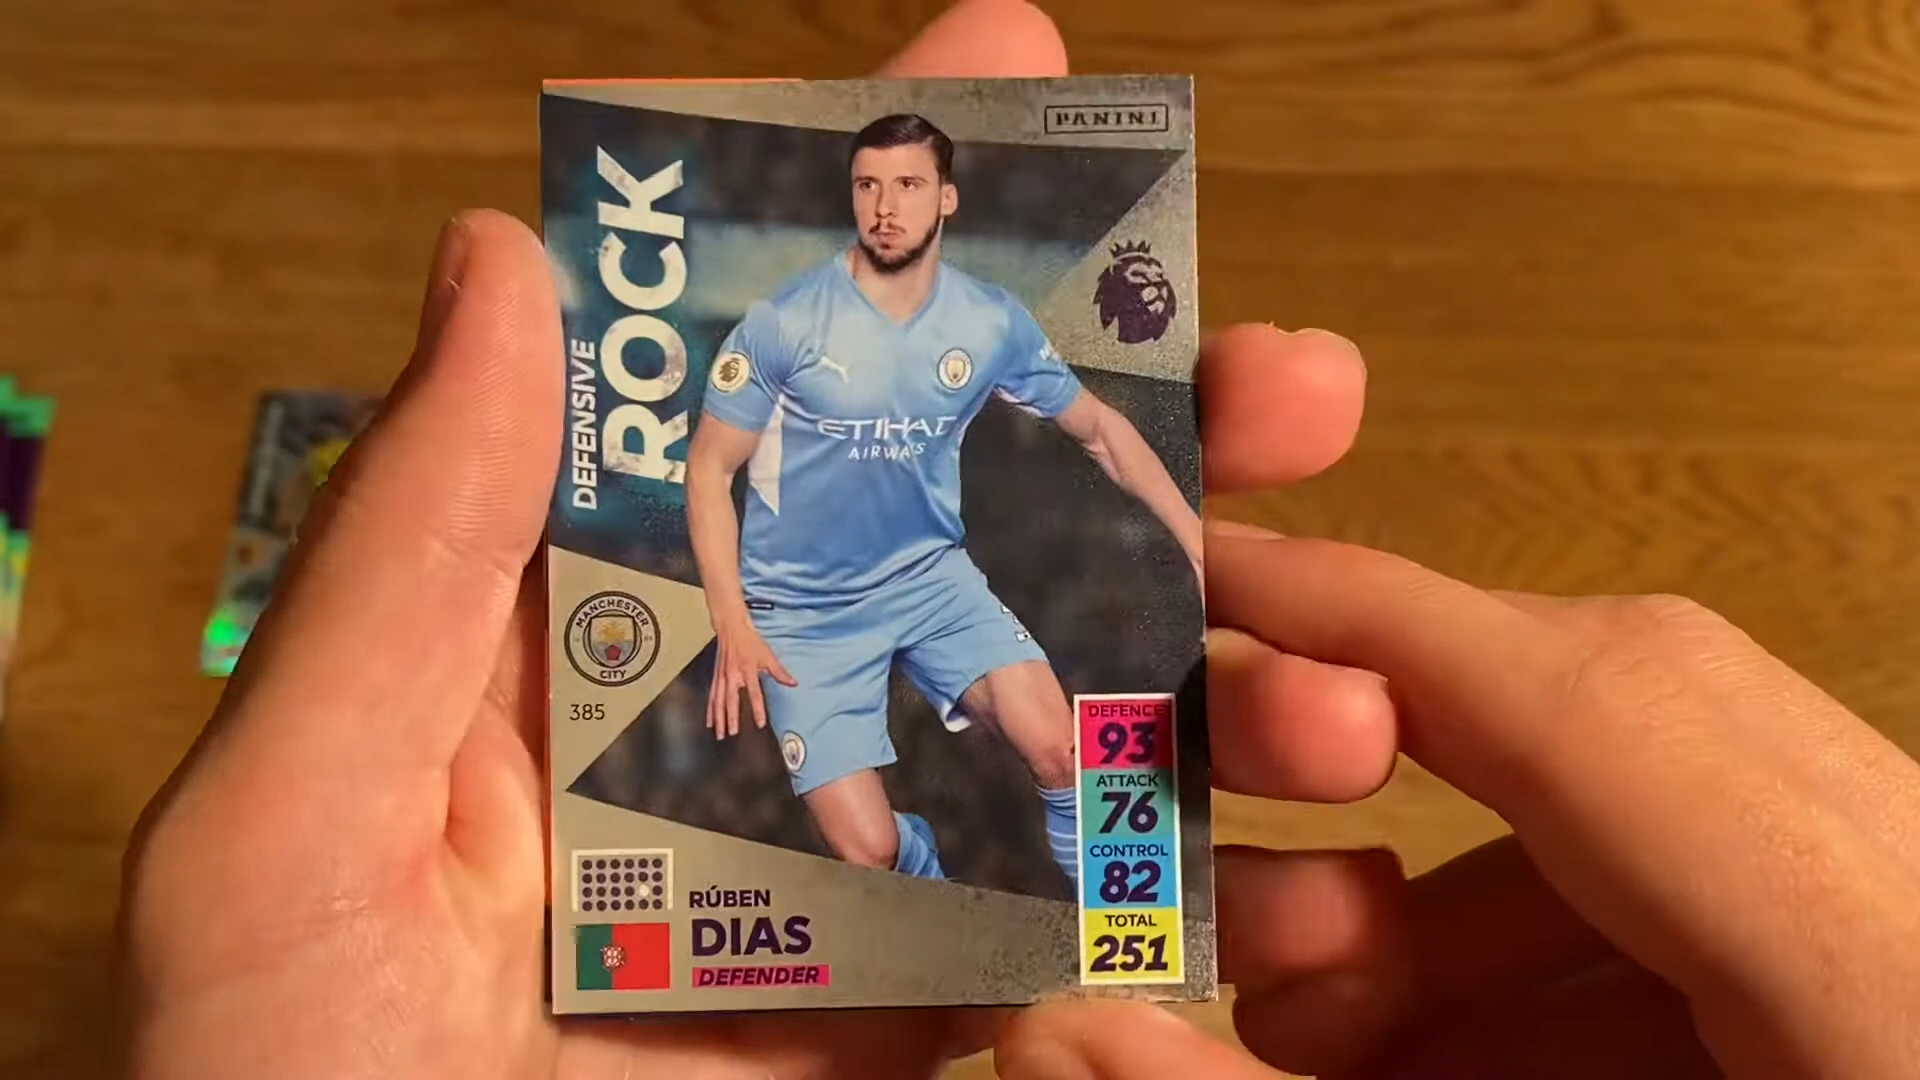 PANINI
DEFENSIVE
ROCK
ETIHAD
AIRWAYS
MANCHESTER
CITY
385
DEFENCE
93
ATTACK
76
CONTROL
82
TOTAL
251
RÚBEN
DIAS
DEFENDER